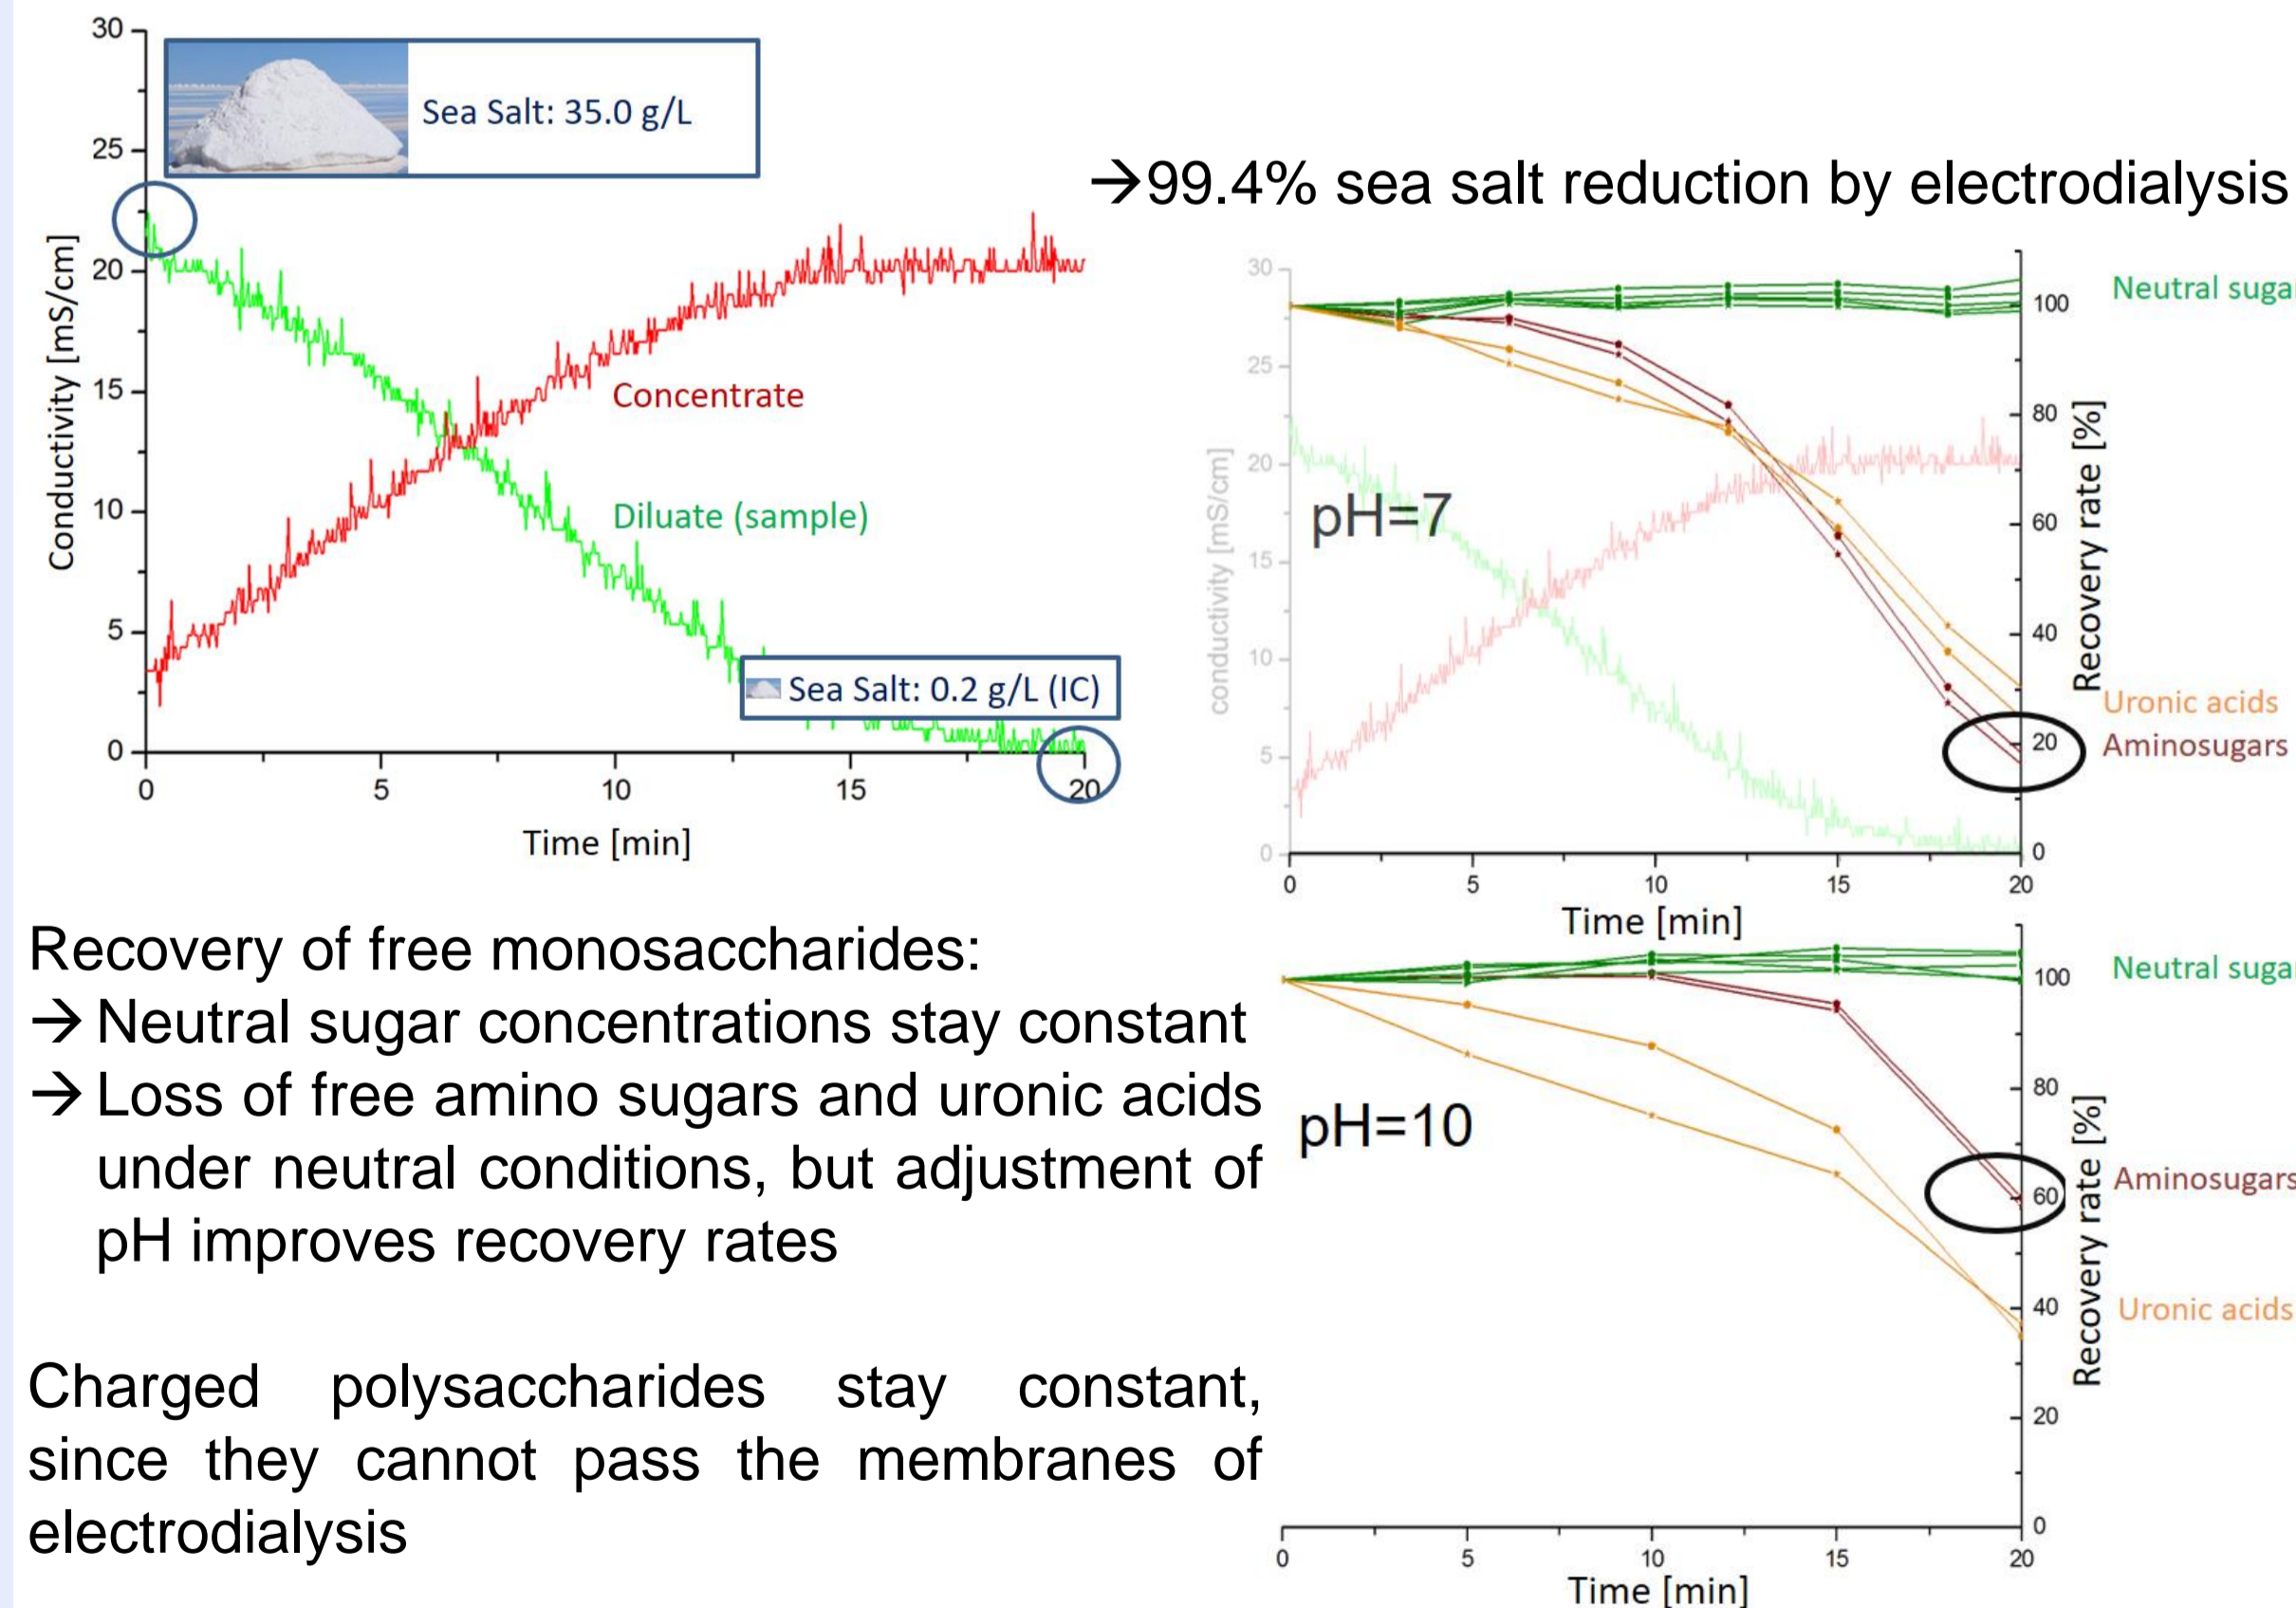 30
25
20
15
10
5
0
Conductivity [mS/cm]
Sea Salt: 35.0 g/L
Concentrate
Diluate (sample)
Sea Salt: 0.2 g/L (IC)
0 5 10 15 20
Time [min]
→99.4% sea salt reduction by electrodialysis
30
25
20
15
10
5
0
conductivity [mS/cm]
pH=7
100
80
60
40
20
0
Recovery rate [%]
Neutral suga
Uronic acids
Aminosugars
0 5 10 15 20
Time [min]
Recovery of free monosaccharides:
→ Neutral sugar concentrations stay constant
→ Loss of free amino sugars and uronic acids
under neutral conditions, but adjustment of
pH improves recovery rates
Charged polysaccharides stay constant,
since they cannot pass the membranes of
electrodialysis
pH=10
100
80
60
40
20
0
Recovery rate [%]
Neutral suga
Aminosugars
Uronic acids
0 5 10 15 20
Time [min]